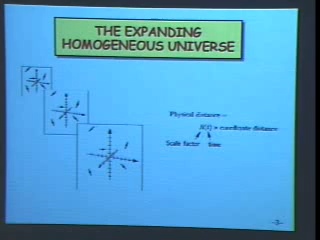 THE EXPANDING
HOMOGENEOUS UNIVERSE
Physical distance =
R(t) × coordinate distance
Scale factor time
-3-